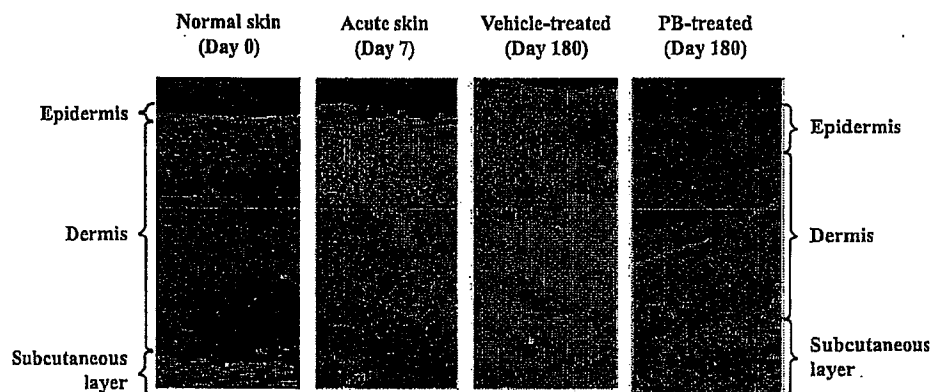 Normal skin
(Day 0)
Acute skin
(Day 7)
Vehicle-treated
(Day 180)
PB-treated
(Day 180)
Epidermis
Dermis
Subcutaneous
layer
Epidermis
Dermis
Subcutaneous
layer